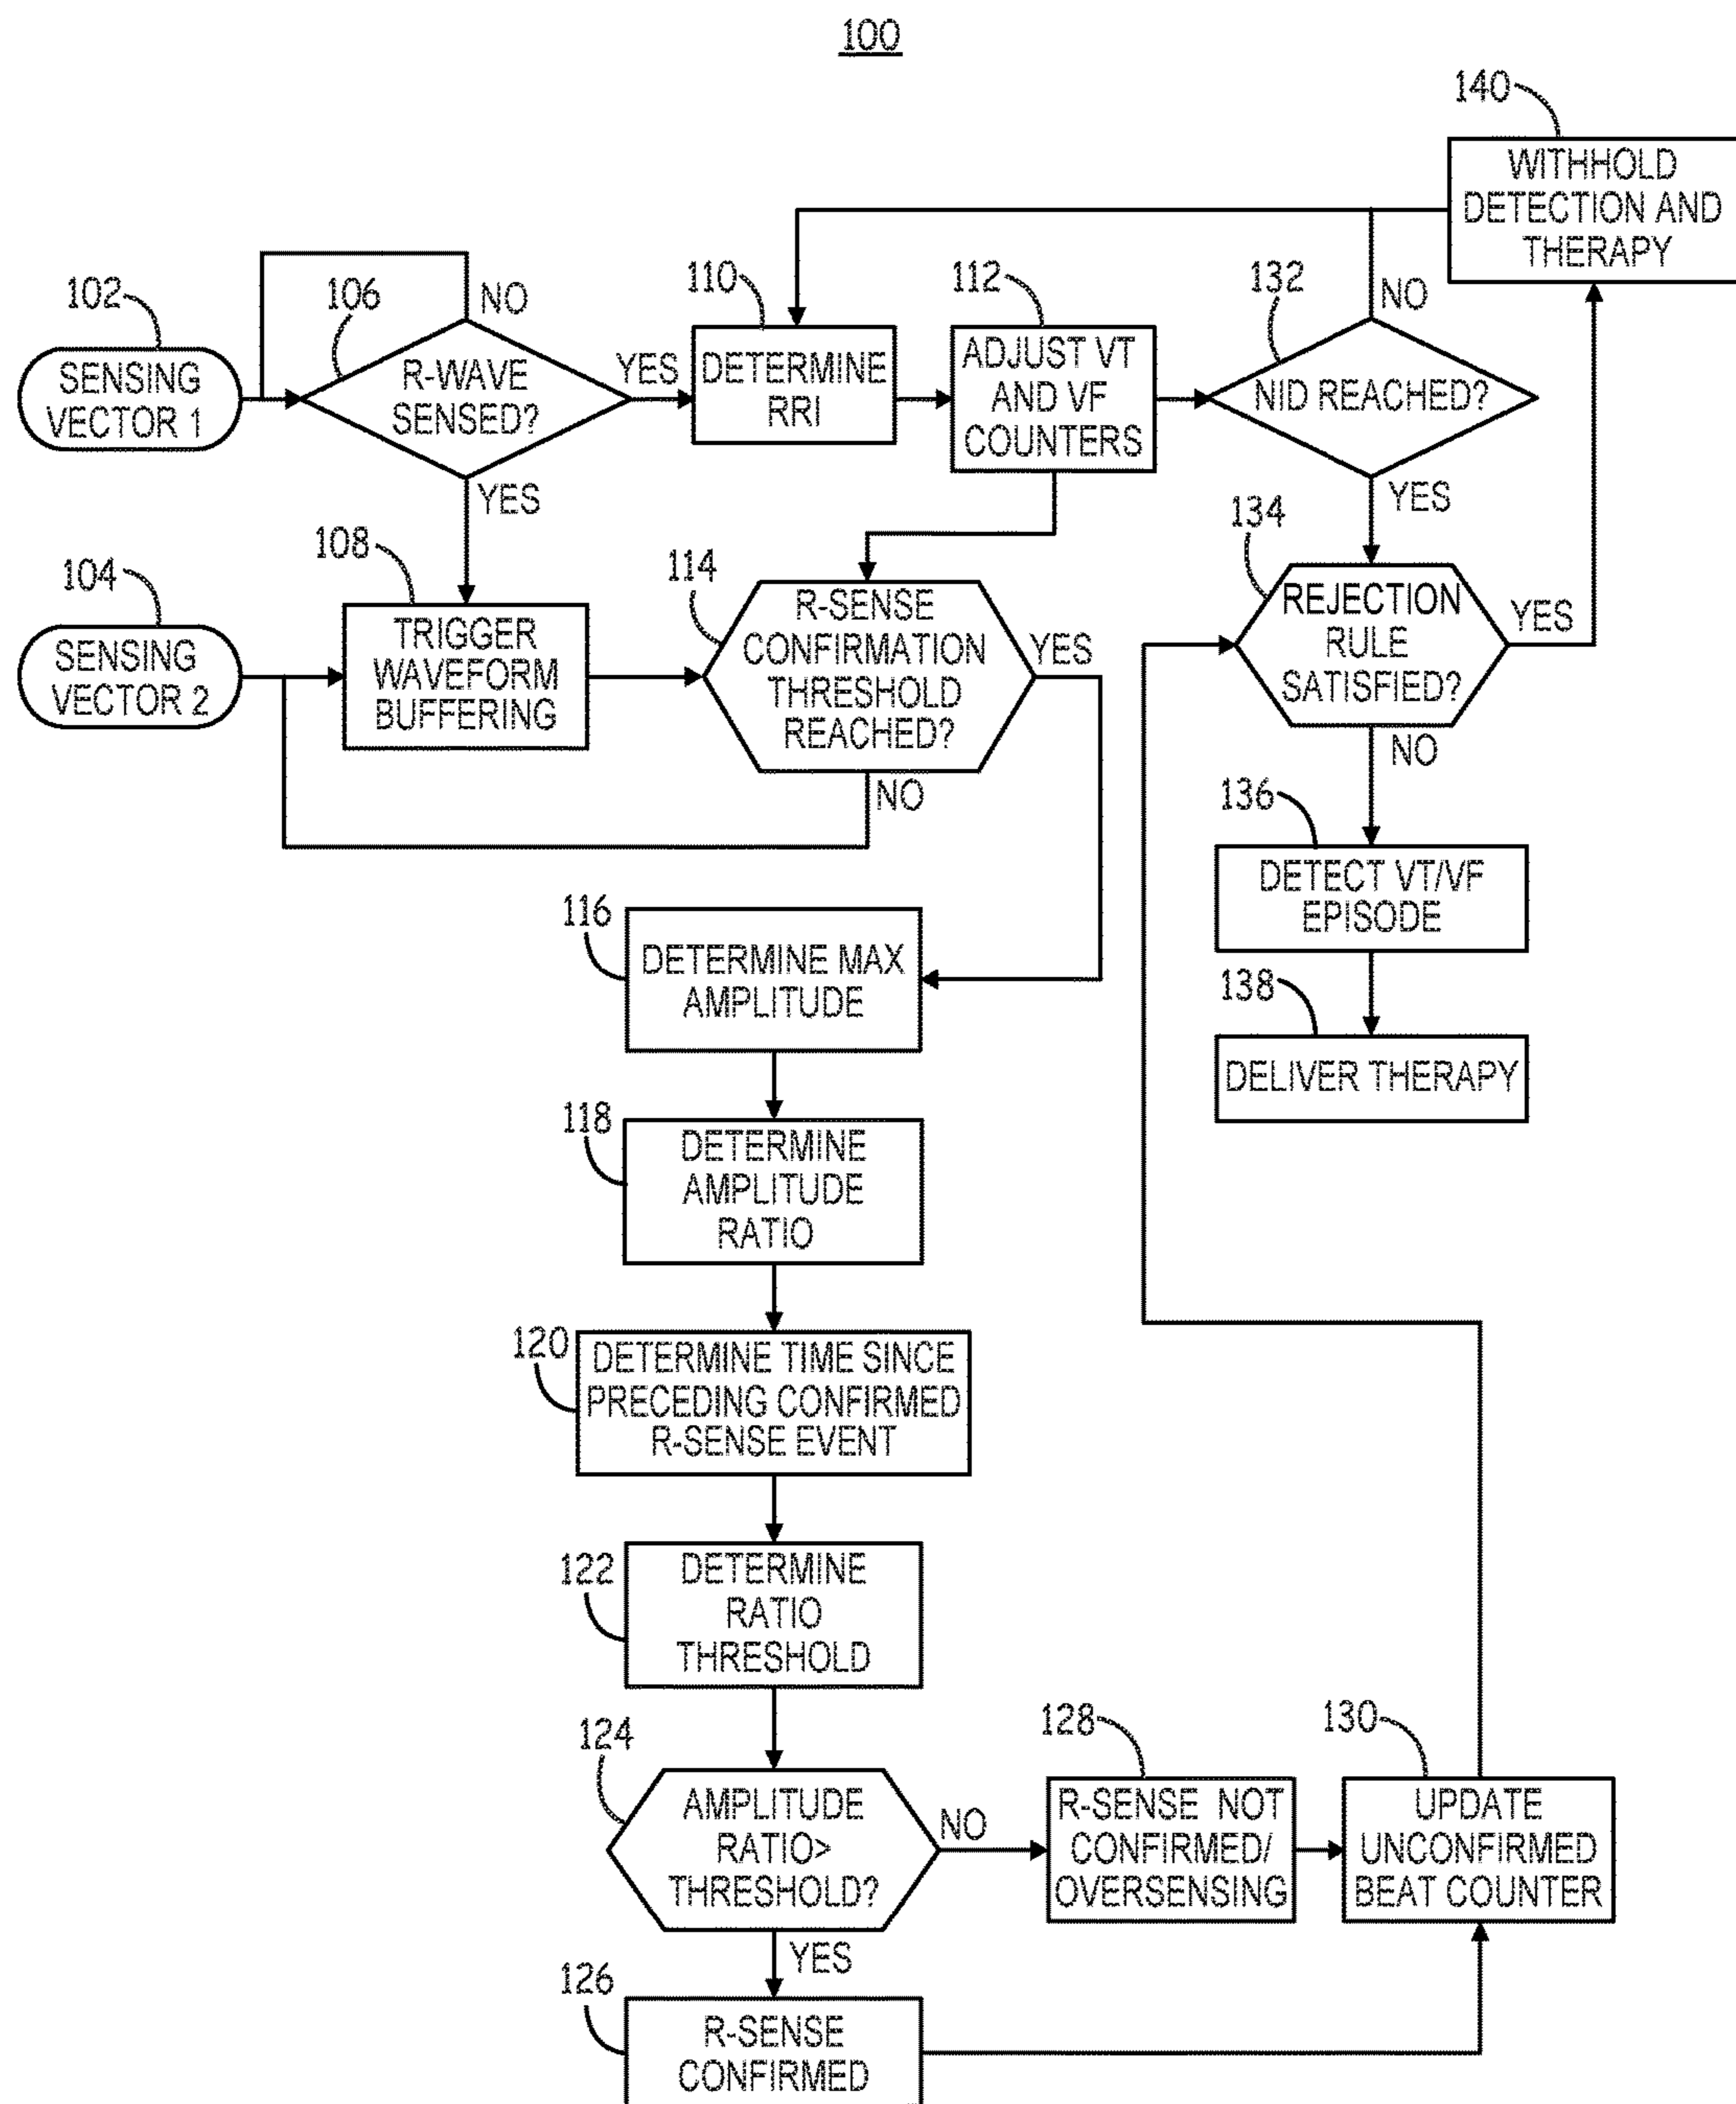 100
140
WITHHOLD
DETECTION AND
THERAPY
102
SENSING
VECTOR 1
106
R-WAVE
SENSED?
NO
YES
YES
110
DETERMINE
RRI
112
ADJUST VT
AND VF
COUNTERS
132
NID REACHED?
NO
YES
104
SENSING
VECTOR 2
108
TRIGGER
WAVEFORM
BUFFERING
114
R-SENSE
CONFIRMATION
THRESHOLD
REACHED?
YES
NO
134
REJECTION
RULE
SATISFIED?
YES
NO
136
DETECT VT/VF
EPISODE
138
DELIVER THERAPY
116
DETERMINE MAX
AMPLITUDE
118
DETERMINE
AMPLITUDE
RATIO
120
DETERMINE TIME SINCE
PRECEDING CONFIRMED
R-SENSE EVENT
122
DETERMINE
RATIO
THRESHOLD
124
AMPLITUDE
RATIO>
THRESHOLD?
NO
YES
128
R-SENSE NOT
CONFIRMED/
OVERSENSING
130
UPDATE
UNCONFIRMED
BEAT COUNTER
126
R-SENSE
CONFIRMED